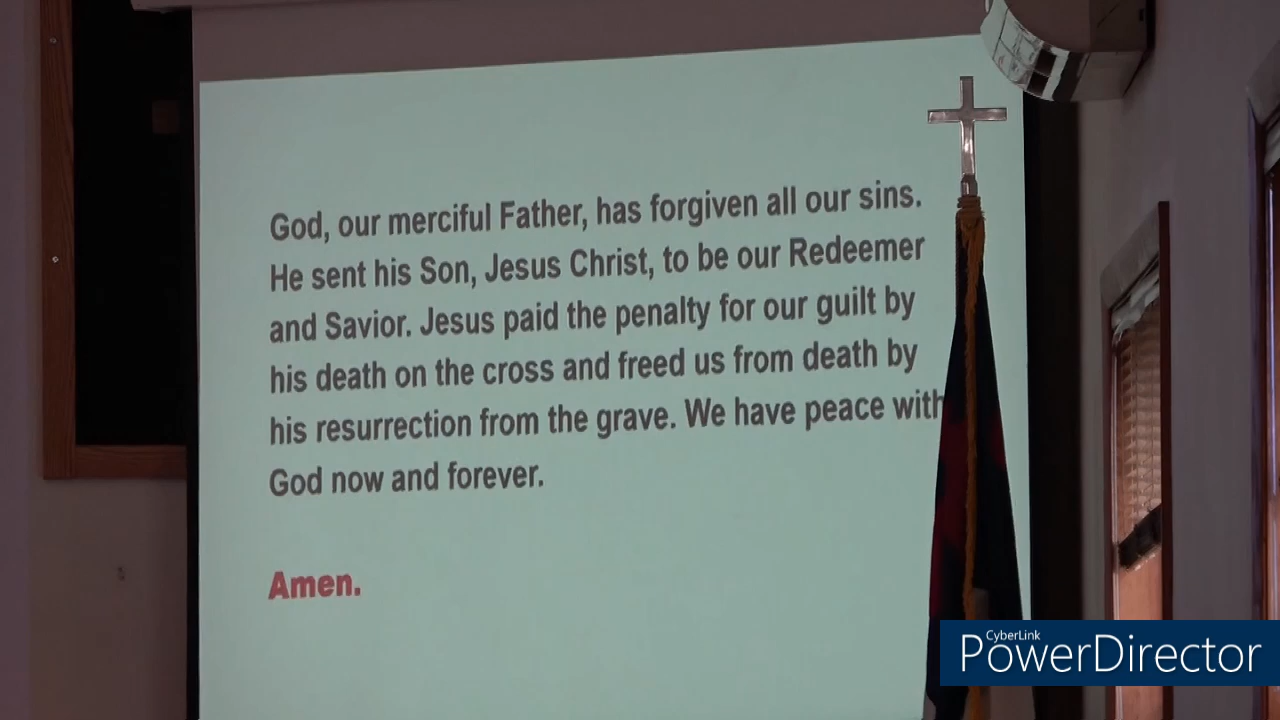 God, our merciful Father, has forgiven all our sins.
He sent his Son, Jesus Christ, to be our Redeemer
and Savior. Jesus paid the penalty for our guilt by
his death on the cross and freed us from death by
his resurrection from the grave. We have peace with
God now and forever.
Amen.
CyberLink
PowerDirector